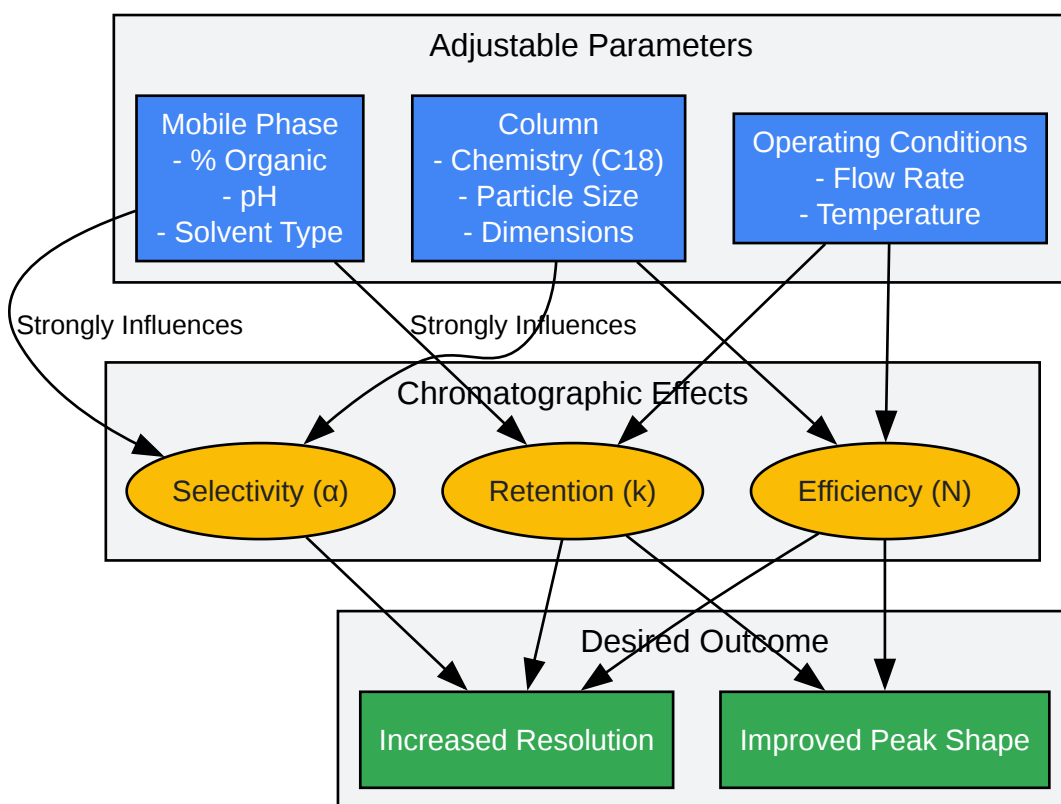 Adjustable Parameters
Mobile Phase
- % Organic
- pH
- Solvent Type
Column
- Chemistry (C18)
- Particle Size
- Dimensions
Operating Conditions
- Flow Rate
- Temperature
Strongly Influences
Strongly Influences
Chromatographic Effects
Selectivity (α)
Retention (k)
Efficiency (N)
Desired Outcome
Increased Resolution
Improved Peak Shape